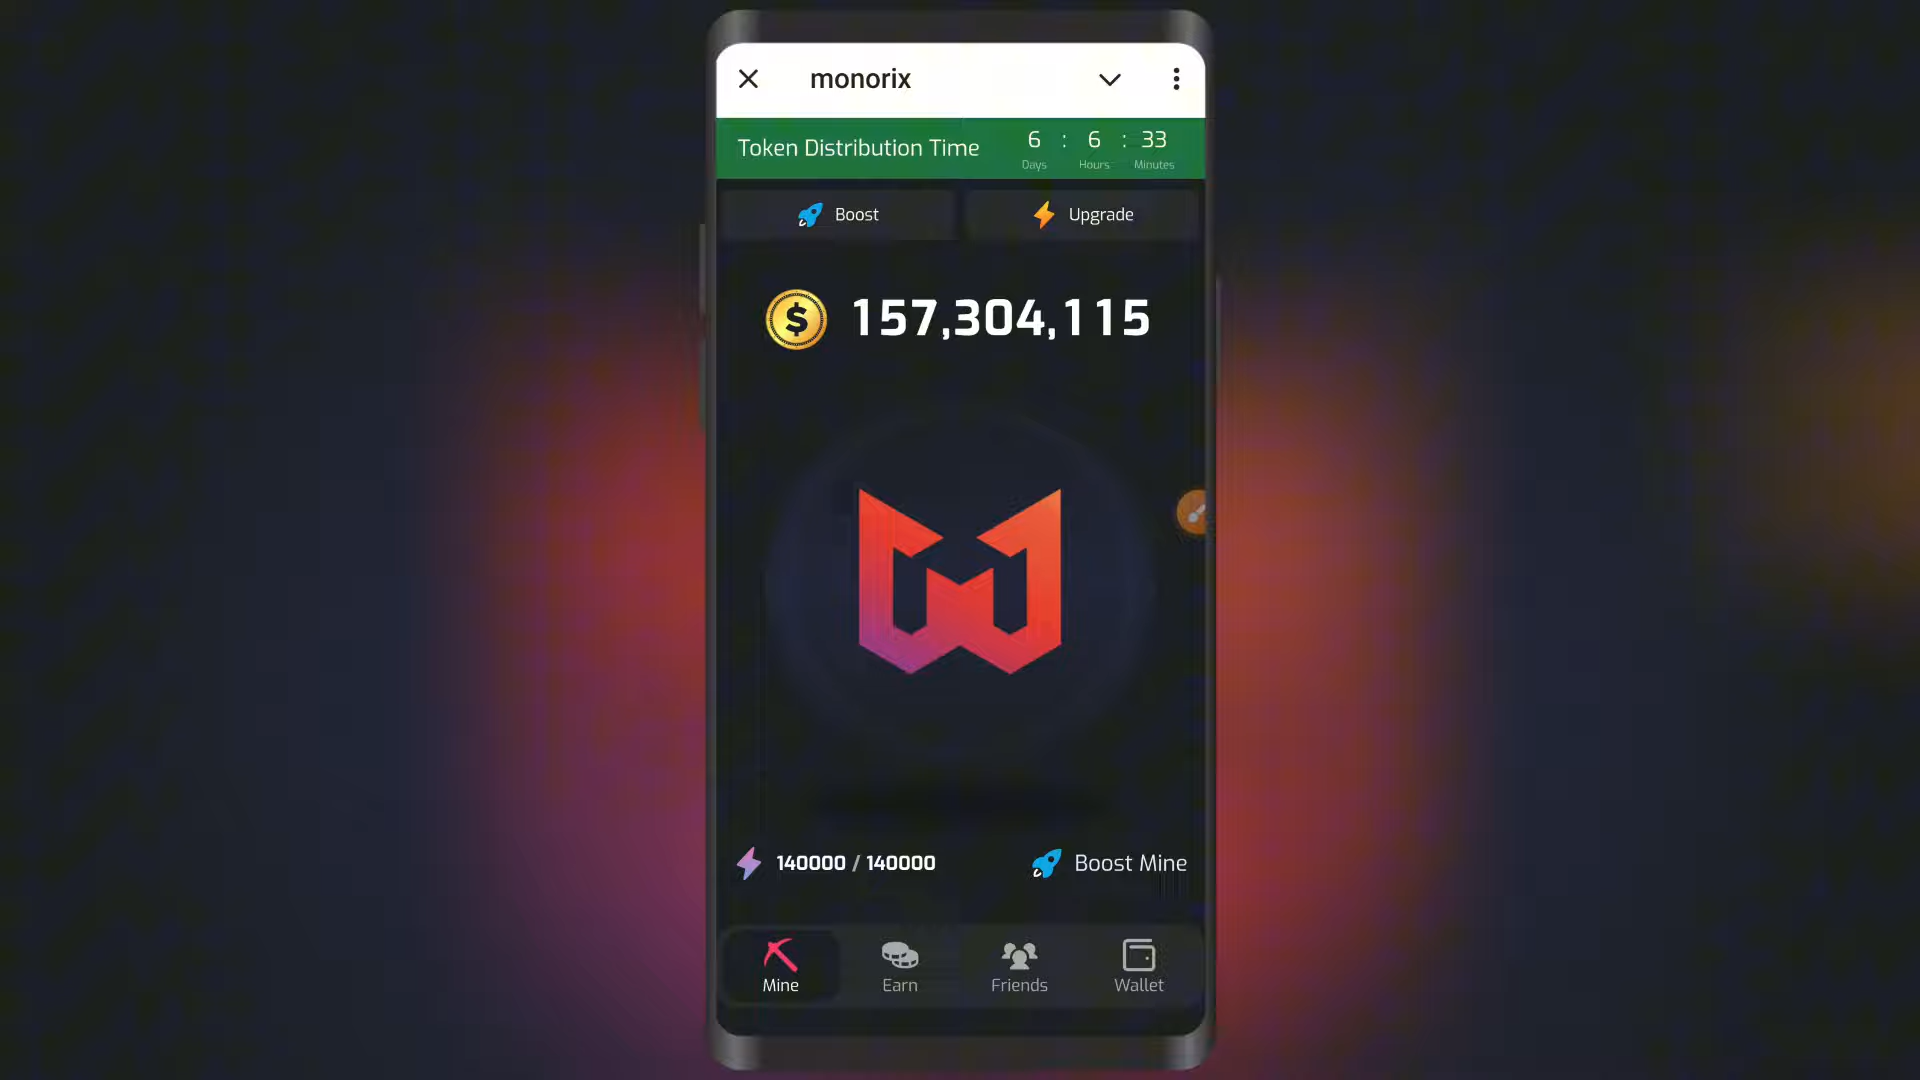 monorix
Token Distribution Time
6 : 6 : 33
Days Hours Minutes
Boost
Upgrade
$ 157,304,115
140000 / 140000
Boost Mine
Mine
Earn
Friends
Wallet